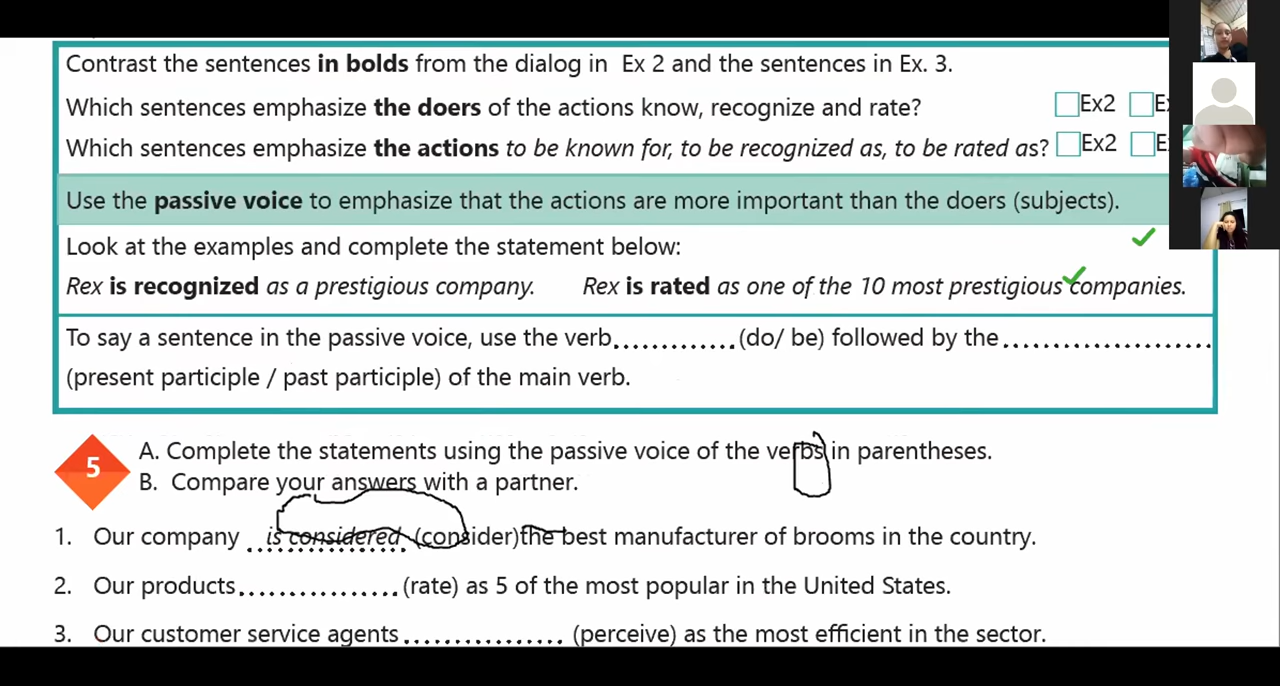 Contrast the sentences in bolds from the dialog in Ex 2 and the sentences in Ex. 3.
Which sentences emphasize the doers of the actions know, recognize and rate? Ex2
Which sentences emphasize the actions to be known for, to be recognized as, to be rated as? Ex2
Use the passive voice to emphasize that the actions are more important than the doers (subjects).
Look at the examples and complete the statement below:
Rex is recognized as a prestigious company. Rex is rated as one of the 10 most prestigious companies.
To say a sentence in the passive voice, use the verb.............(do/ be) followed by the......................
(present participle / past participle) of the main verb.
5
A. Complete the statements using the passive voice of the verbs in parentheses.
B. Compare your answers with a partner.
1. Our company is considered (consider)the best manufacturer of brooms in the country.
2. Our products................(rate) as 5 of the most popular in the United States.
3. Our customer service agents................ (perceive) as the most efficient in the sector.